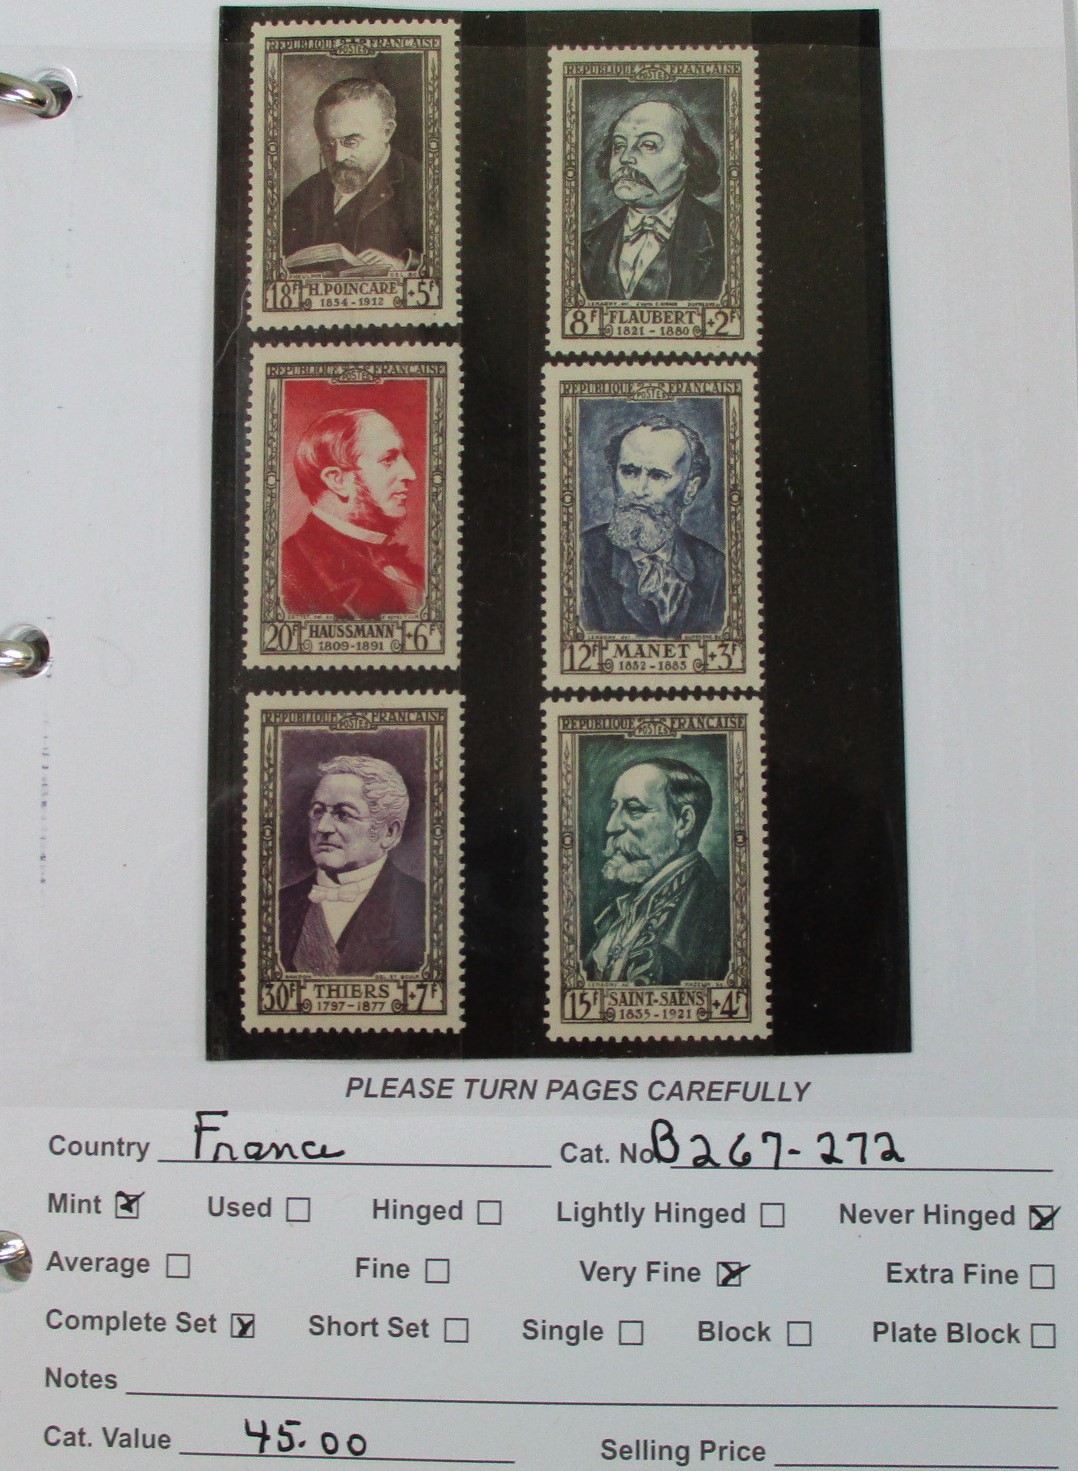 REPUBLIQUE POSTES FRANÇAISE
18F H. POINCARÉ +5F
1854 - 1912
REPUBLIQUE POSTES FRANÇAISE
8F FLAUBERT +2F
1821 - 1880
REPUBLIQUE POSTES FRANÇAISE
20F HAUSSMANN +6F
1809-1891
REPUBLIQUE POSTES FRANÇAISE
12F MANET +3F
1832 - 1883
REPUBLIQUE POSTES FRANÇAISE
30F THIERS +7F
1797-1877
REPUBLIQUE POSTES FRANÇAISE
15F SAINT-SAËNS +4F
1835-1921
PLEASE TURN PAGES CAREFULLY
Country France Cat. No. B267-272
Mint Used Hinged Lightly Hinged Never Hinged
Average Fine Very Fine Extra Fine
Complete Set Short Set Single Block Plate Block
Notes
Cat. Value 45.00 Selling Price